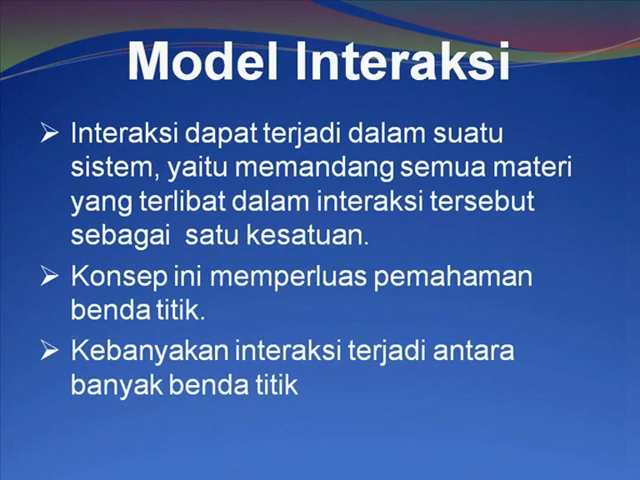 Model Interaksi
➢ Interaksi dapat terjadi dalam suatu
sistem, yaitu memandang semua materi
yang terlibat dalam interaksi tersebut
sebagai  satu kesatuan.
➢ Konsep ini memperluas pemahaman
benda titik.
➢ Kebanyakan interaksi terjadi antara
banyak benda titik